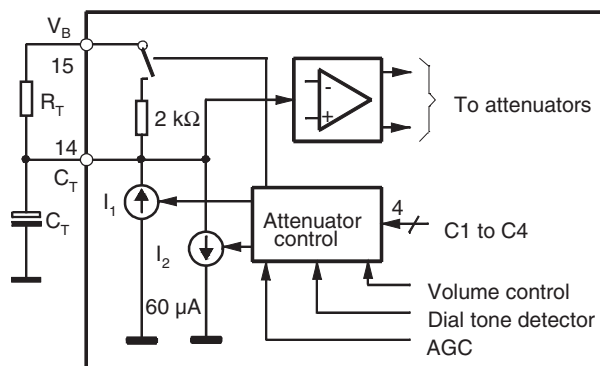 V_B
15
R_T
2 kΩ
-
+
To attenuators
14
C_T
C_T
I_1
Attenuator
control
4
C1 to C4
I_2
60 μA
Volume control
Dial tone detector
AGC